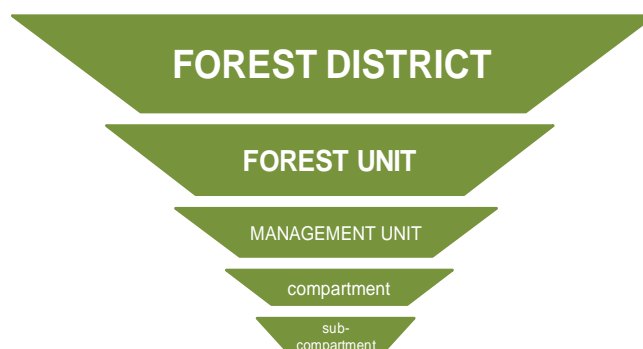 FOREST DISTRICT
FOREST UNIT
MANAGEMENT UNIT
compartment
sub-
compartment